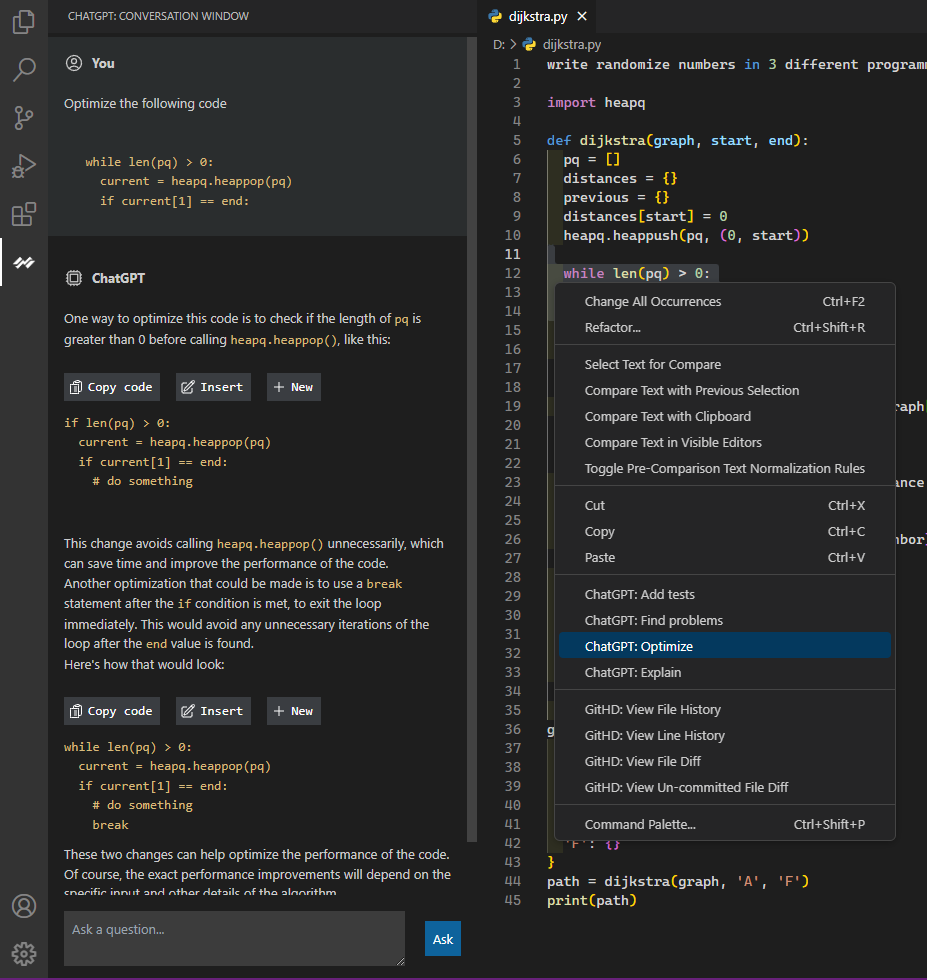 CHATGPT: CONVERSATION WINDOW
You
Optimize the following code
while len(pq) > 0:
current = heapq.heappop(pq)
if current[1] == end:
ChatGPT
One way to optimize this code is to check if the length of pq is
greater than 0 before calling heapq.heappop(), like this:
Copy code Insert + New
if len(pq) > 0:
current = heapq.heappop(pq)
if current[1] == end:
# do something
This change avoids calling heapq.heappop() unnecessarily, which
can save time and improve the performance of the code.
Another optimization that could be made is to use a break
statement after the if condition is met, to exit the loop
immediately. This would avoid any unnecessary iterations of the
loop after the end value is found.
Here's how that would look:
Copy code Insert + New
while len(pq) > 0:
current = heapq.heappop(pq)
if current[1] == end:
# do something
break
These two changes can help optimize the performance of the code.
Of course, the exact performance improvements will depend on the
specific input and other details of the algorithm.
Ask a question...
Ask
dijkstra.py
D: > dijkstra.py
1 write randomize numbers in 3 different programm
2
3 import heapq
4
5 def dijkstra(graph, start, end):
6 pq = []
7 distances = {}
8 previous = {}
9 distances[start] = 0
10 heapq.heappush(pq, (0, start))
11
12 while len(pq) > 0:
13
14
15
16
17
18
19 raph[
20
21
22
23 ance
24
25
26 nbor]
27
28
29
30
31
32
33
34
35
36 g
37
38
39
40
41
42 'F': {}
43 }
44 path = dijkstra(graph, 'A', 'F')
45 print(path)
Change All Occurrences Ctrl+F2
Refactor... Ctrl+Shift+R
Select Text for Compare
Compare Text with Previous Selection
Compare Text with Clipboard
Compare Text in Visible Editors
Toggle Pre-Comparison Text Normalization Rules
Cut Ctrl+X
Copy Ctrl+C
Paste Ctrl+V
ChatGPT: Add tests
ChatGPT: Find problems
ChatGPT: Optimize
ChatGPT: Explain
GitHD: View File History
GitHD: View Line History
GitHD: View File Diff
GitHD: View Un-committed File Diff
Command Palette... Ctrl+Shift+P